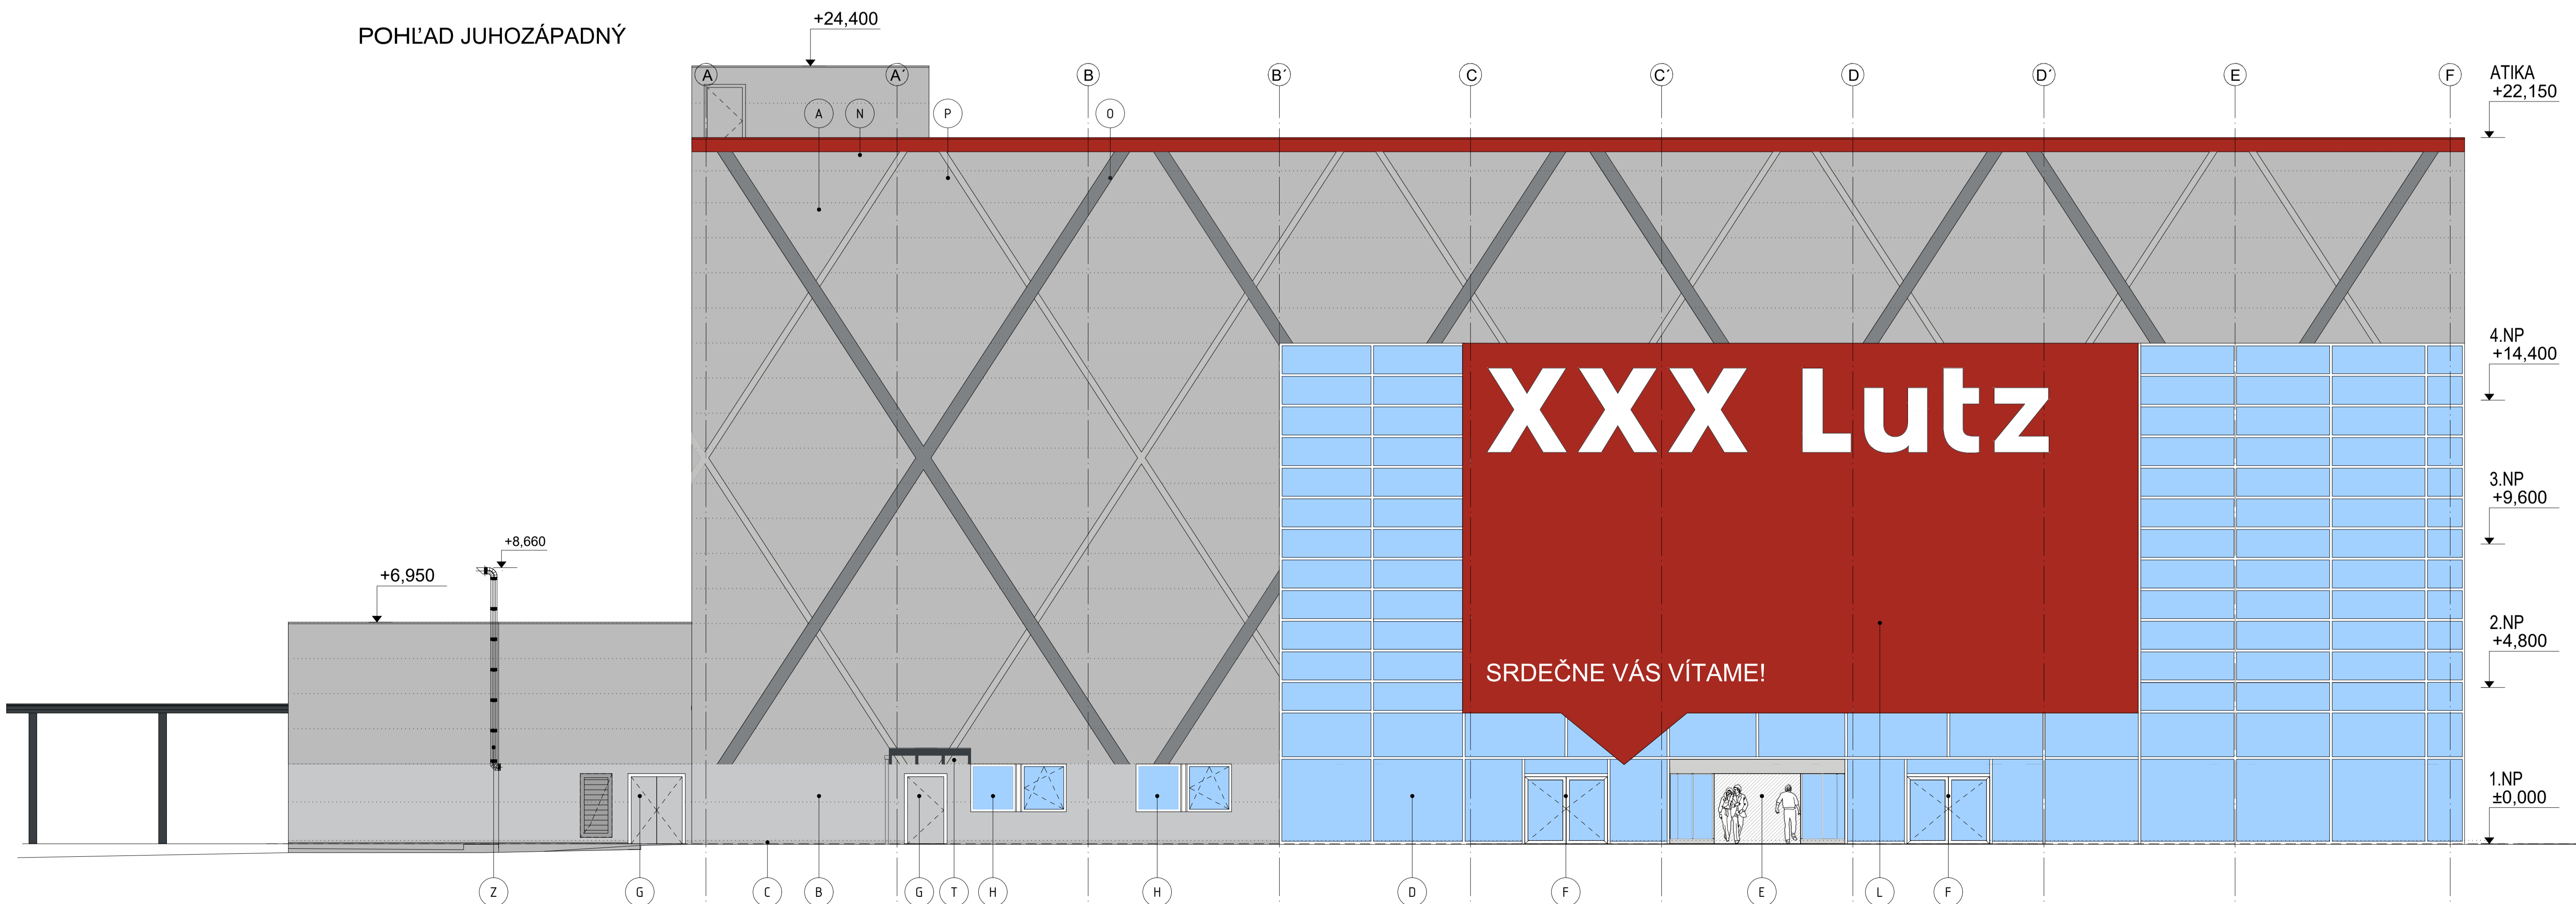 POHĽAD JUHOZÁPADNÝ
+24,400
A A´ B B´ C C´ D D´ E F
ATIKA
+22,150
A N P O
XXX Lutz
4.NP
+14,400
3.NP
+9,600
+8,660
+6,950
2.NP
+4,800
SRDEČNE VÁS VÍTAME!
1.NP
±0,000
Z G C B G T H H D F E L F